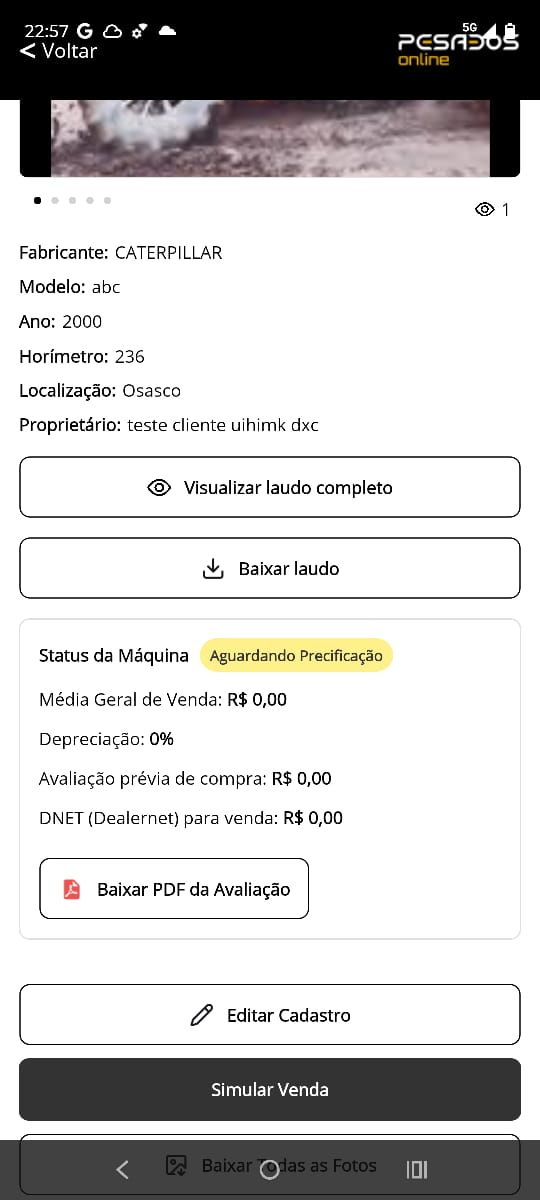 22:57
5G
< Voltar
PESADOS
online
1
Fabricante: CATERPILLAR
Modelo: abc
Ano: 2000
Horímetro: 236
Localização: Osasco
Proprietário: teste cliente uihimk dxc
Visualizar laudo completo
Baixar laudo
Status da Máquina Aguardando Precificação
Média Geral de Venda: R$ 0,00
Depreciação: 0%
Avaliação prévia de compra: R$ 0,00
DNET (Dealernet) para venda: R$ 0,00
Baixar PDF da Avaliação
Editar Cadastro
Simular Venda
Baixar Todas as Fotos